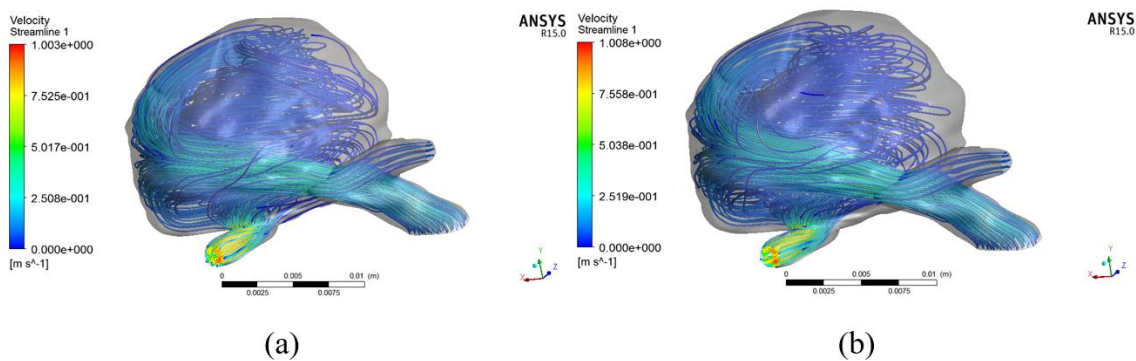 Velocity
Streamline 1
1.003e+000
7.525e-001
5.017e-001
2.508e-001
0.000e+000
[m s^-1]
ANSYS
R15.0
0 0.005 0.01 (m)
0.0025 0.0075
Y
X
Z
(a)
Velocity
Streamline 1
1.008e+000
7.558e-001
5.038e-001
2.519e-001
0.000e+000
[m s^-1]
ANSYS
R15.0
0 0.005 0.01 (m)
0.0025 0.0075
Y
X
Z
(b)